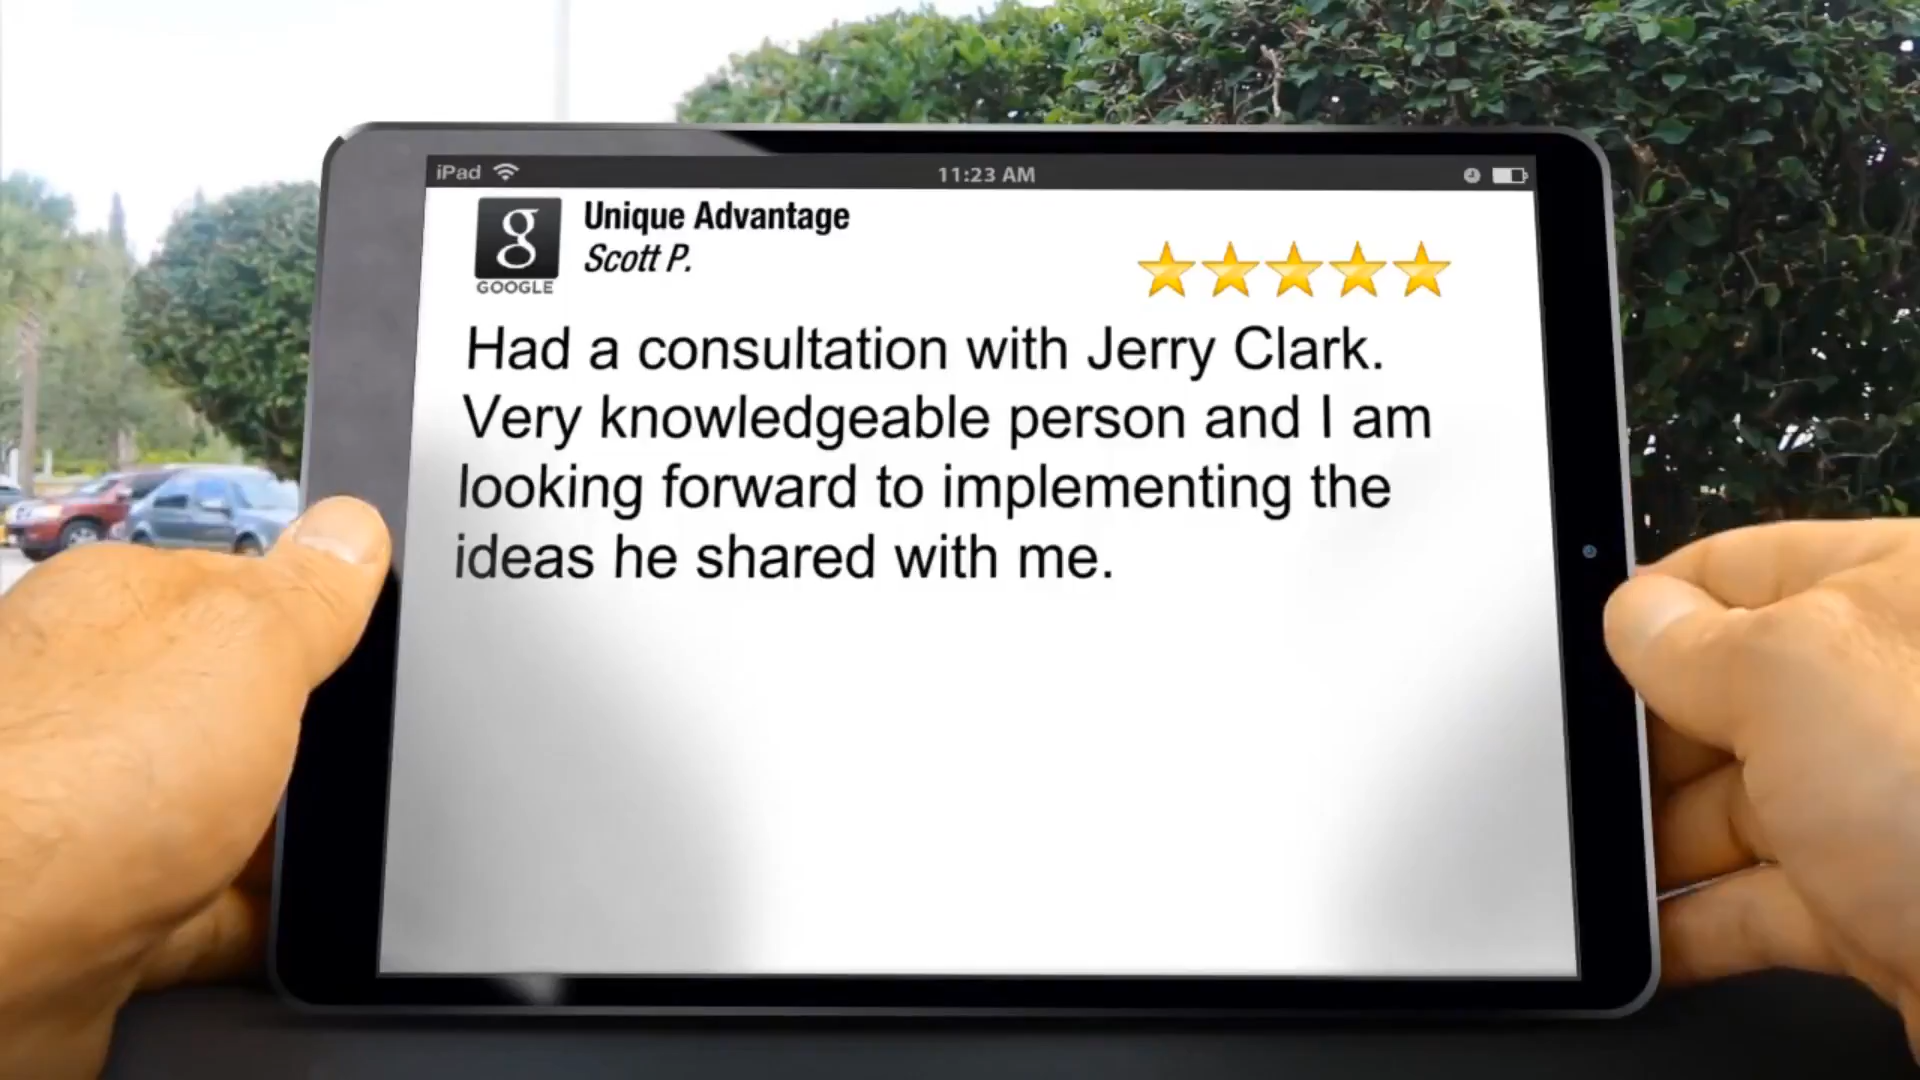 iPad 11:23 AM
g
GOOGLE
Unique Advantage
Scott P.
Had a consultation with Jerry Clark.
Very knowledgeable person and I am
looking forward to implementing the
ideas he shared with me.